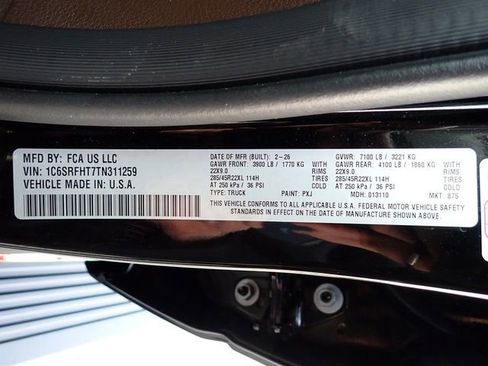 MFD BY: FCA US LLC
VIN: 1C6SRFHT7TN311259
VEHICLE MADE IN U.S.A.
DATE OF MFR (BUILT): 2-26 GVWR: 7100 LB / 3221 KG
GAWR FRONT: 3900 LB / 1770 KG GAWR REAR: 4100 LB / 1860 KG
22X9.0 RIMS 22X9.0 RIMS
285/45R22XL 114H TIRES 285/45R22XL 114H TIRES
AT 250 kPa / 36 PSI COLD AT 250 kPa / 36 PSI COLD
TYPE: TRUCK PAINT: PXJ MDH: 013110 MKT: 875
THIS VEHICLE CONFORMS TO ALL APPLICABLE U.S.A. FEDERAL MOTOR VEHICLE SAFETY
STANDARDS IN EFFECT ON THE DATE OF MANUFACTURE SHOWN ABOVE.